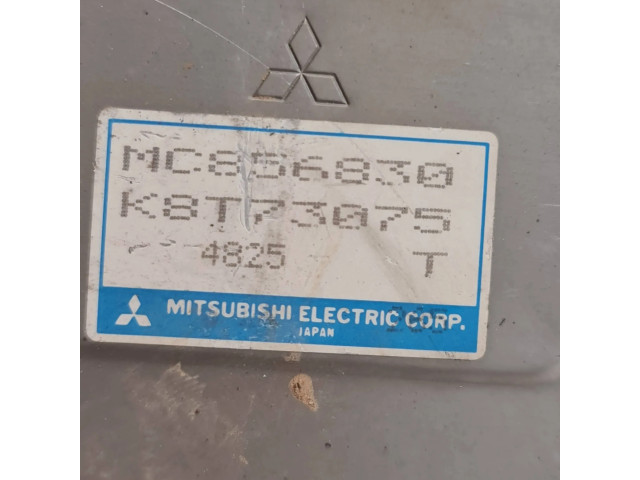 MC856830
K8T73075
4825 T
MITSUBISHI ELECTRIC CORP.
JAPAN